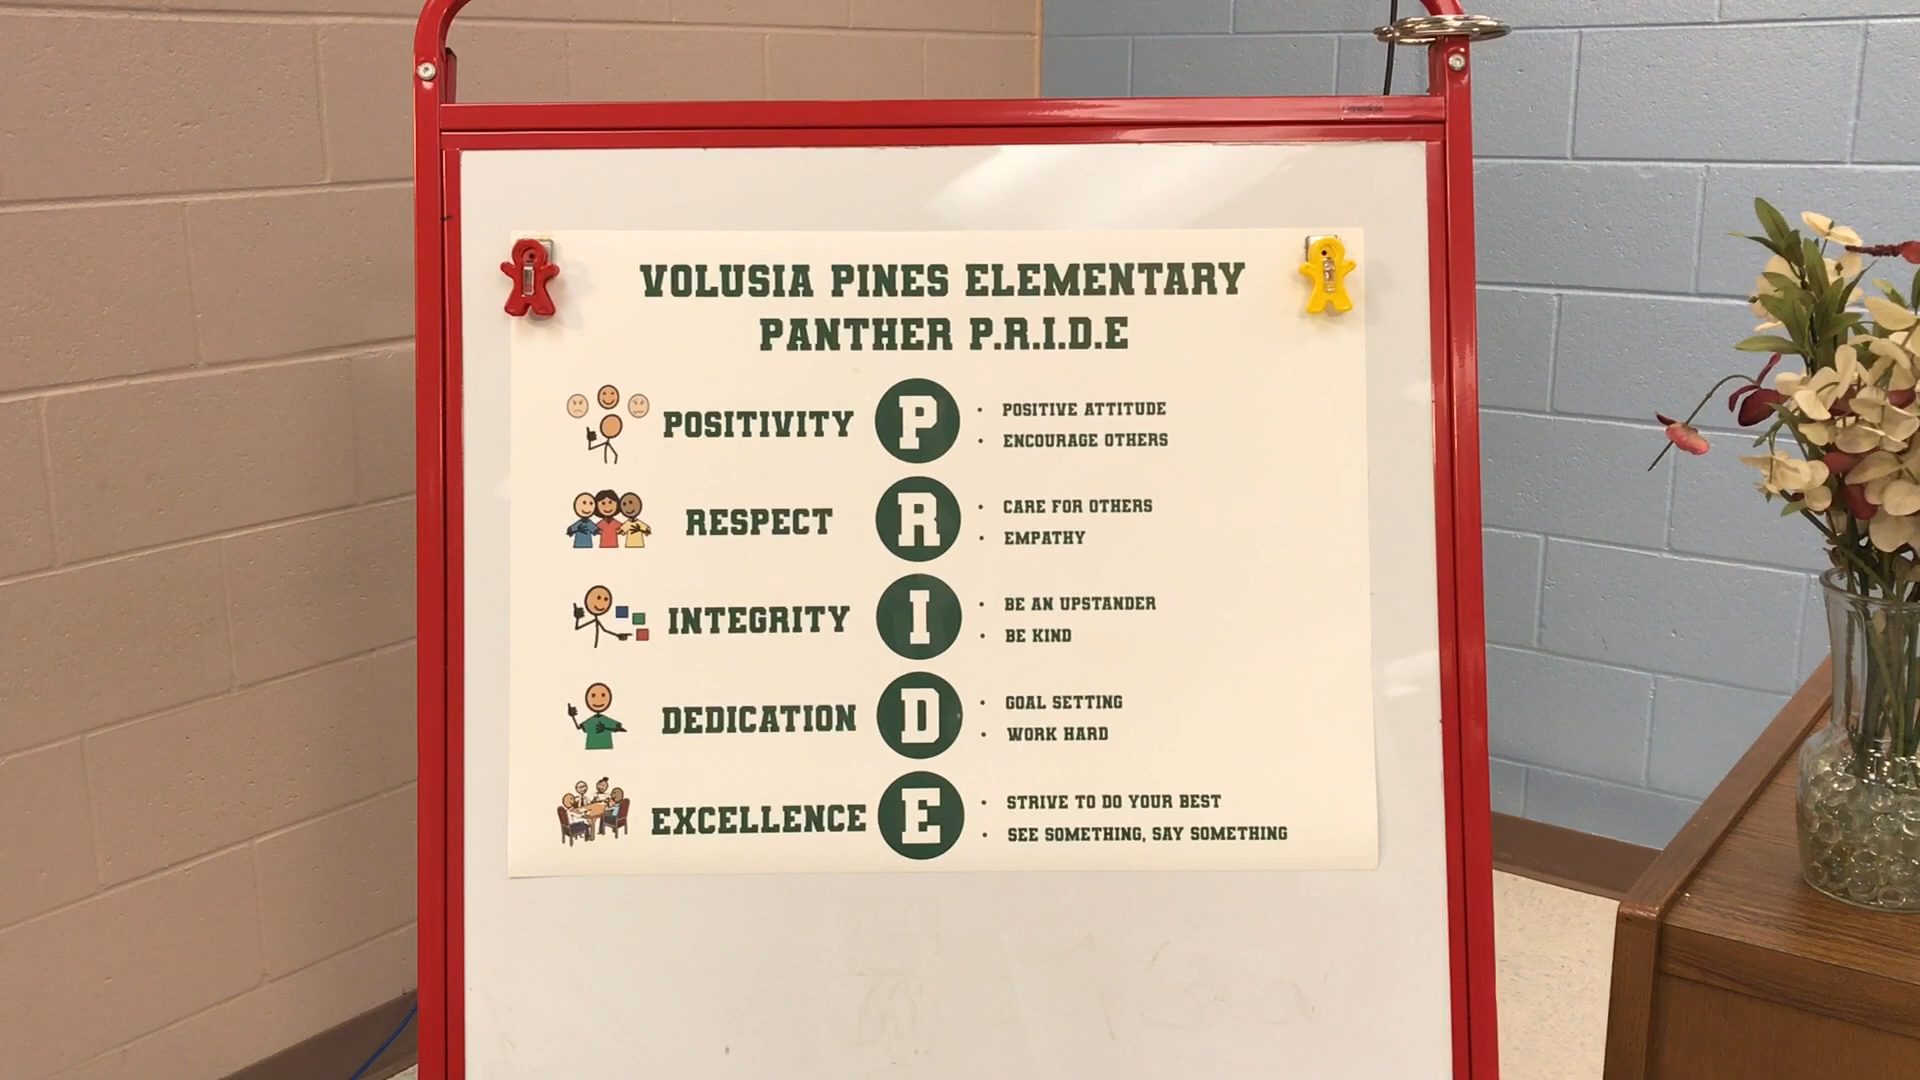 VOLUSIA PINES ELEMENTARY
PANTHER P.R.I.D.E
POSITIVITY P
• POSITIVE ATTITUDE
• ENCOURAGE OTHERS
RESPECT R
• CARE FOR OTHERS
• EMPATHY
INTEGRITY I
• BE AN UPSTANDER
• BE KIND
DEDICATION D
• GOAL SETTING
• WORK HARD
EXCELLENCE E
• STRIVE TO DO YOUR BEST
• SEE SOMETHING, SAY SOMETHING